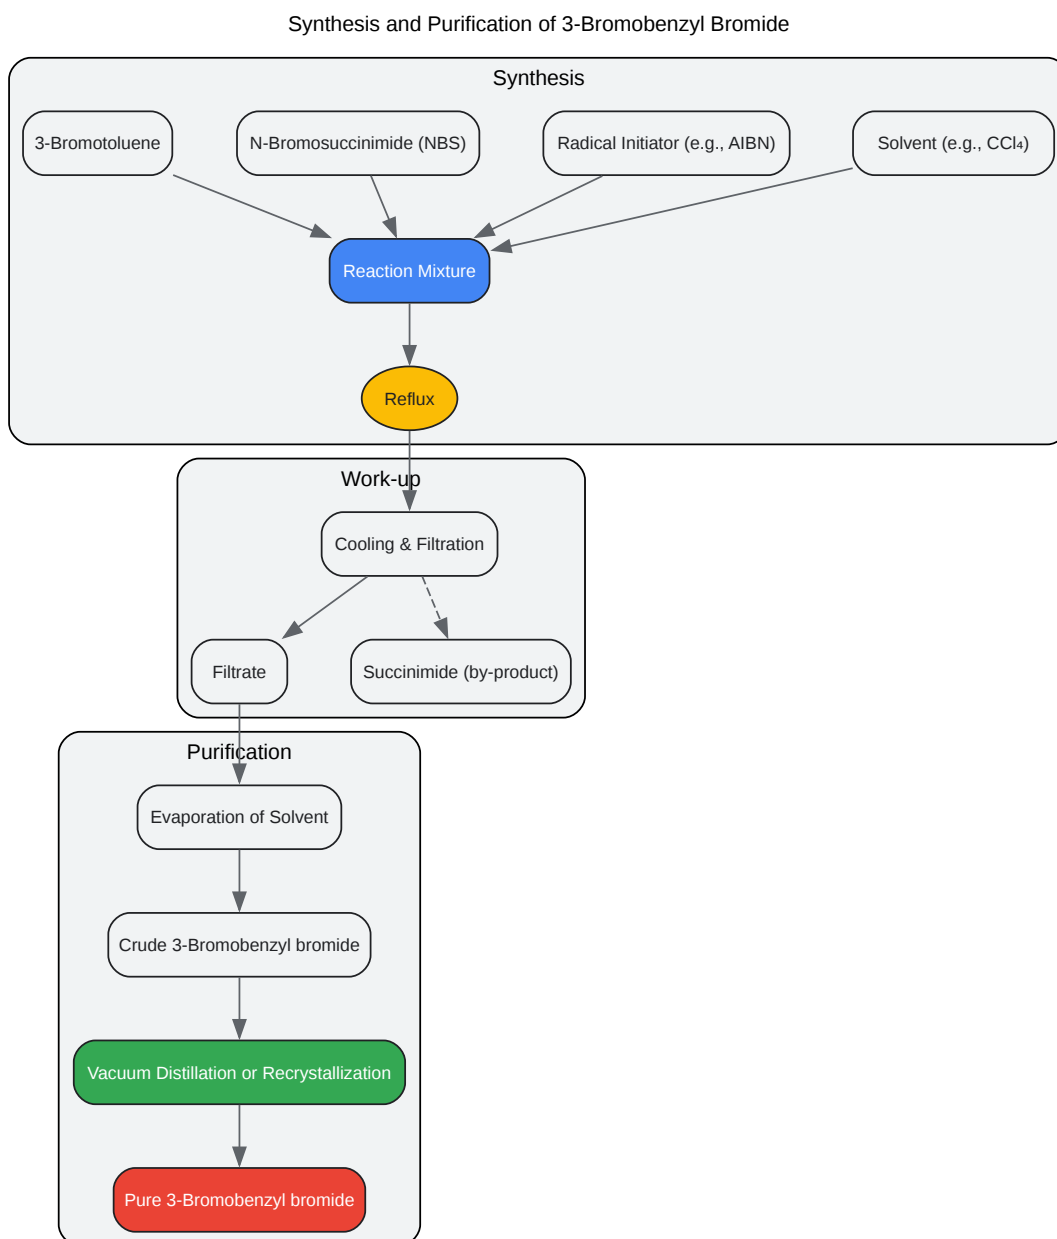 Synthesis and Purification of 3-Bromobenzyl Bromide
Synthesis
3-Bromotoluene
N-Bromosuccinimide (NBS)
Radical Initiator (e.g., AIBN)
Solvent (e.g., CCl₄)
Reaction Mixture
Reflux
Work-up
Cooling & Filtration
Filtrate
Succinimide (by-product)
Purification
Evaporation of Solvent
Crude 3-Bromobenzyl bromide
Vacuum Distillation or Recrystallization
Pure 3-Bromobenzyl bromide